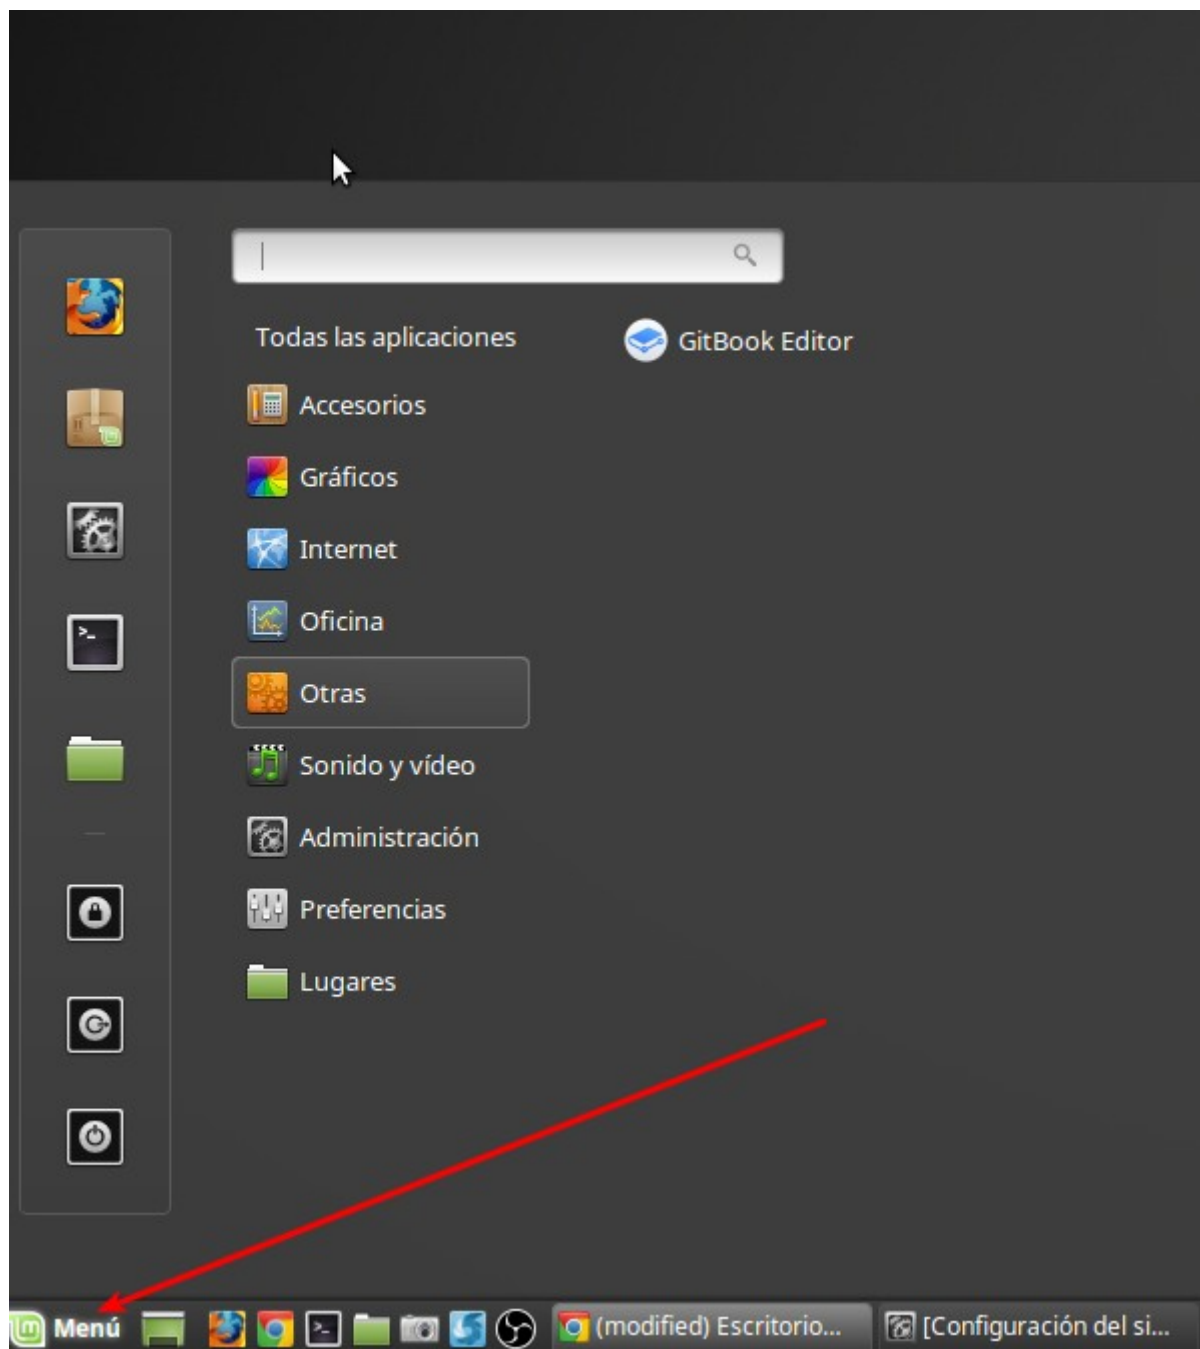 Todas las aplicaciones
GitBook Editor
Accesorios
Gráficos
Internet
Oficina
Otras
Sonido y vídeo
Administración
Preferencias
Lugares
Menú
(modified) Escritorio...
[Configuración del si...